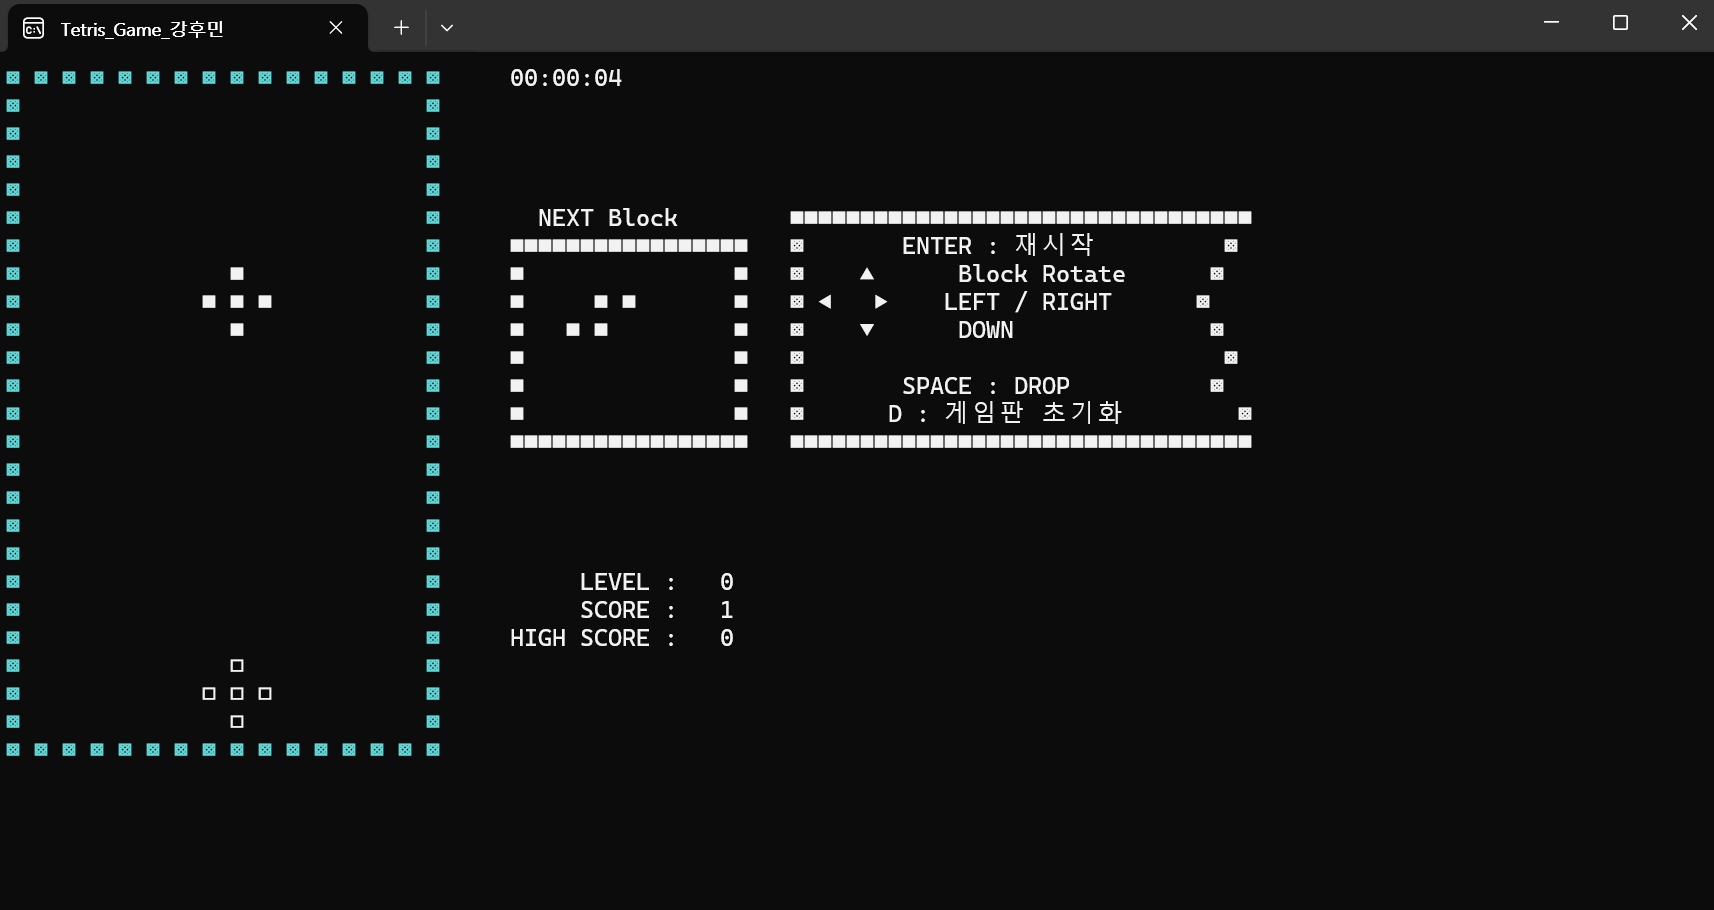 Tetris_Game_강후민
00:00:04
NEXT Block
ENTER : 재시작
Block Rotate
LEFT / RIGHT
DOWN
SPACE : DROP
D : 게임판 초기화
LEVEL : 0
SCORE : 1
HIGH SCORE : 0